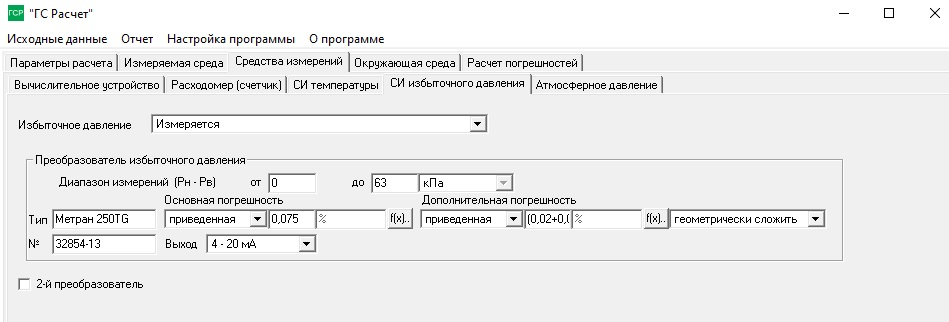 ГСР "ГС Расчет"
Исходные данные Отчет Настройка программы О программе
Параметры расчета Измеряемая среда Средства измерений Окружающая среда Расчет погрешностей
Вычислительное устройство Расходомер (счетчик) СИ температуры СИ избыточного давления Атмосферное давление
Избыточное давление Измеряется
Преобразователь избыточного давления
Диапазон измерений (Рн - Рв) от 0 до 63 кПа
Основная погрешность Дополнительная погрешность
Тип Метран 250TG приведенная 0,075 % f(x).. приведенная (0,02+0,( % f(x).. геометрически сложить
№ 32854-13 Выход 4 - 20 мА
2-й преобразователь